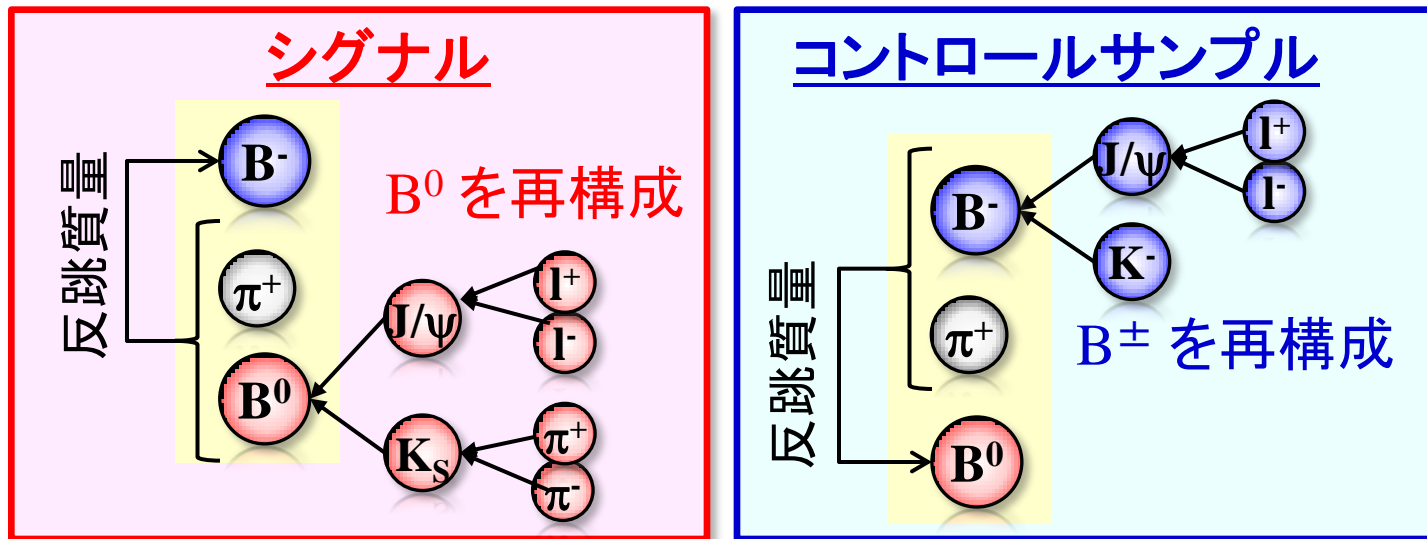 シグナル
反跳質量
B⁻
π⁺
B⁰
B⁰ を再構成
J/ψ
l⁺
l⁻
K_S
π⁺
π⁻
コントロールサンプル
反跳質量
B⁻
π⁺
B⁰
J/ψ
l⁺
l⁻
K⁻
B± を再構成